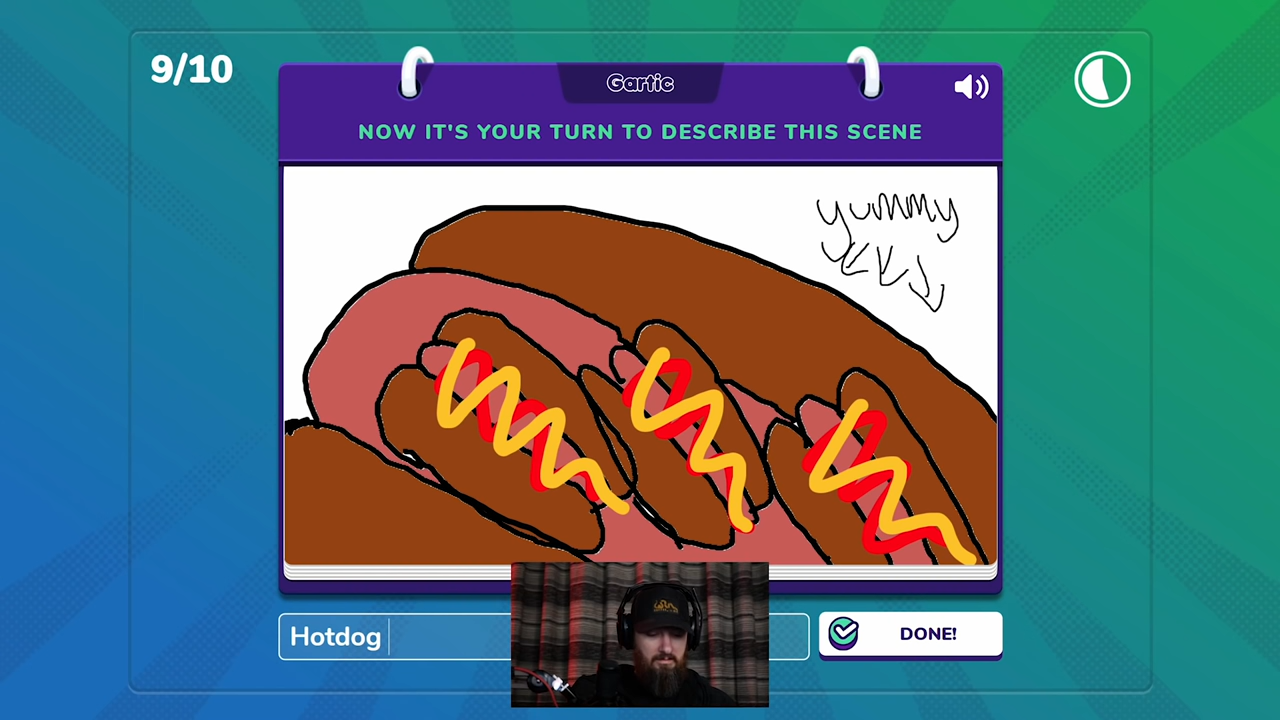 9/10
Gartic
NOW IT'S YOUR TURN TO DESCRIBE THIS SCENE
yummy
Hotdog
DONE!